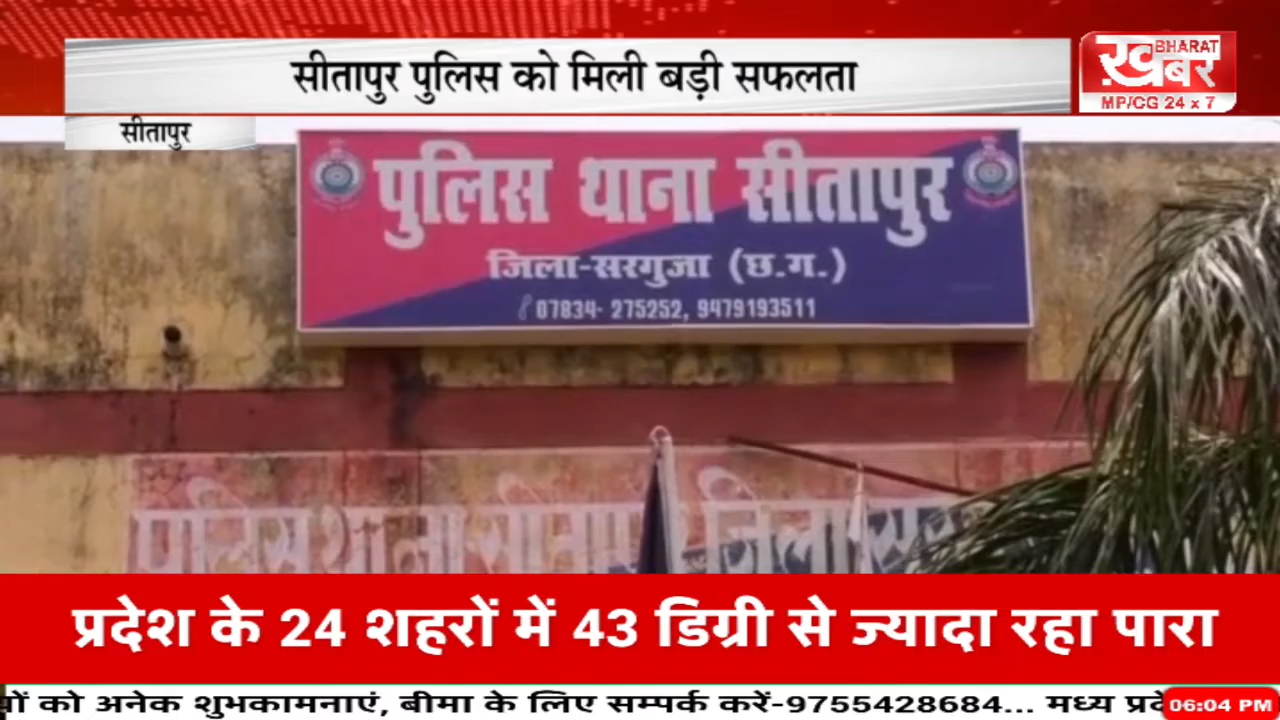 सीतापुर पुलिस को मिली बड़ी सफलता
BHARAT
ख़बर
MP/CG 24 x 7
सीतापुर
पुलिस थाना सीतापुर
जिला-सरगुजा (छ.ग.)
07834- 275252, 9479193511
पुलिस थाना-सीतापुर जिला
प्रदेश के 24 शहरों में 43 डिग्री से ज्यादा रहा पारा
को अनेक शुभकामनाएं, बीमा के लिए सम्पर्क करें-9755428684... मध्य
06:04 PM